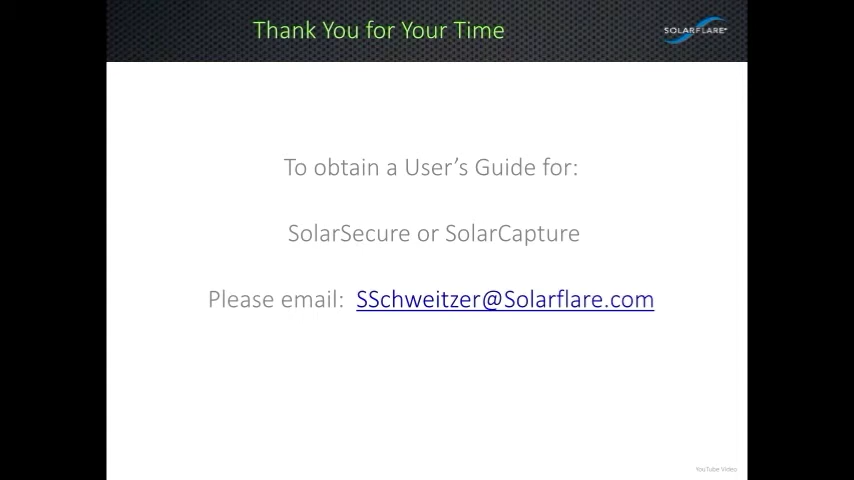 Thank You for Your Time
SOLARFLARE
To obtain a User's Guide for:
SolarSecure or SolarCapture
Please email: SSchweitzer@Solarflare.com
YouTube Video